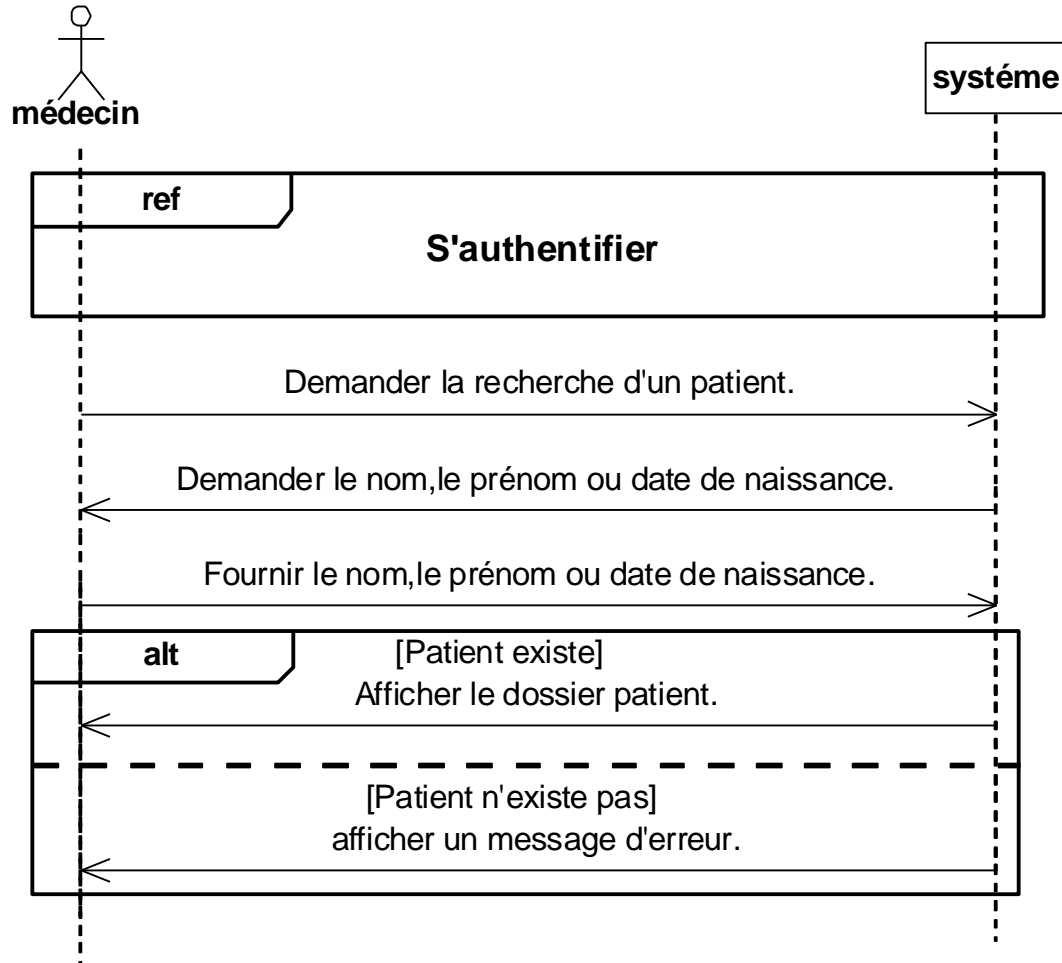 médecin
systéme
ref
S'authentifier
Demander la recherche d'un patient.
Demander le nom,le prénom ou date de naissance.
Fournir le nom,le prénom ou date de naissance.
alt
[Patient existe]
Afficher le dossier patient.
[Patient n'existe pas]
afficher un message d'erreur.